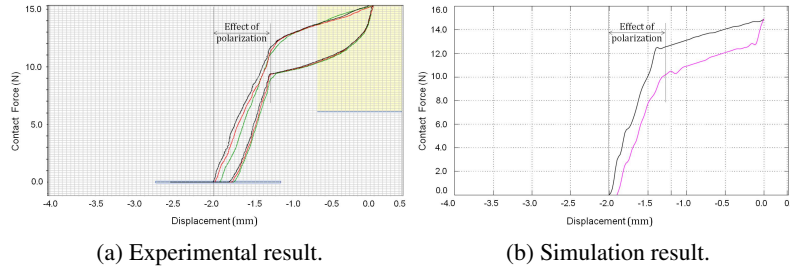 15.0
10.0
5.0
0.0
Contact Force (N)
Effect of
polarization
-4.0 -3.5 -3.0 -2.5 -2.0 -1.5 -1.0 -0.5 0.0 0.5
Displacement (mm)
(a) Experimental result.
16.0
14.0
12.0
10.0
8.0
6.0
4.0
2.0
0.0
Contact Force (N)
Effect of
polarization
-4.0 -3.5 -3.0 -2.5 -2.0 -1.5 -1.0 -0.5 0.0 0.5
Displacement (mm)
(b) Simulation result.